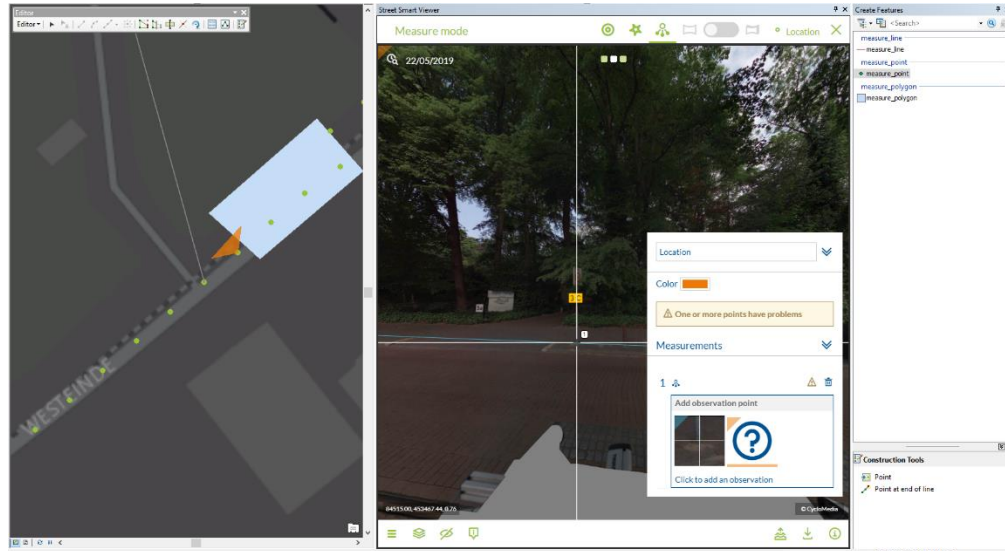 Editor
Editor
WESTEINDE
Street Smart Viewer
Measure mode
Location
22/05/2019
1
Location
Color
One or more points have problems
Measurements
1
Add observation point
?
Click to add an observation
© CycloMedia
Create Features
<Search>
measure_line
measure_line
measure_point
measure_point
measure_polygon
measure_polygon
Construction Tools
Point
Point at end of line